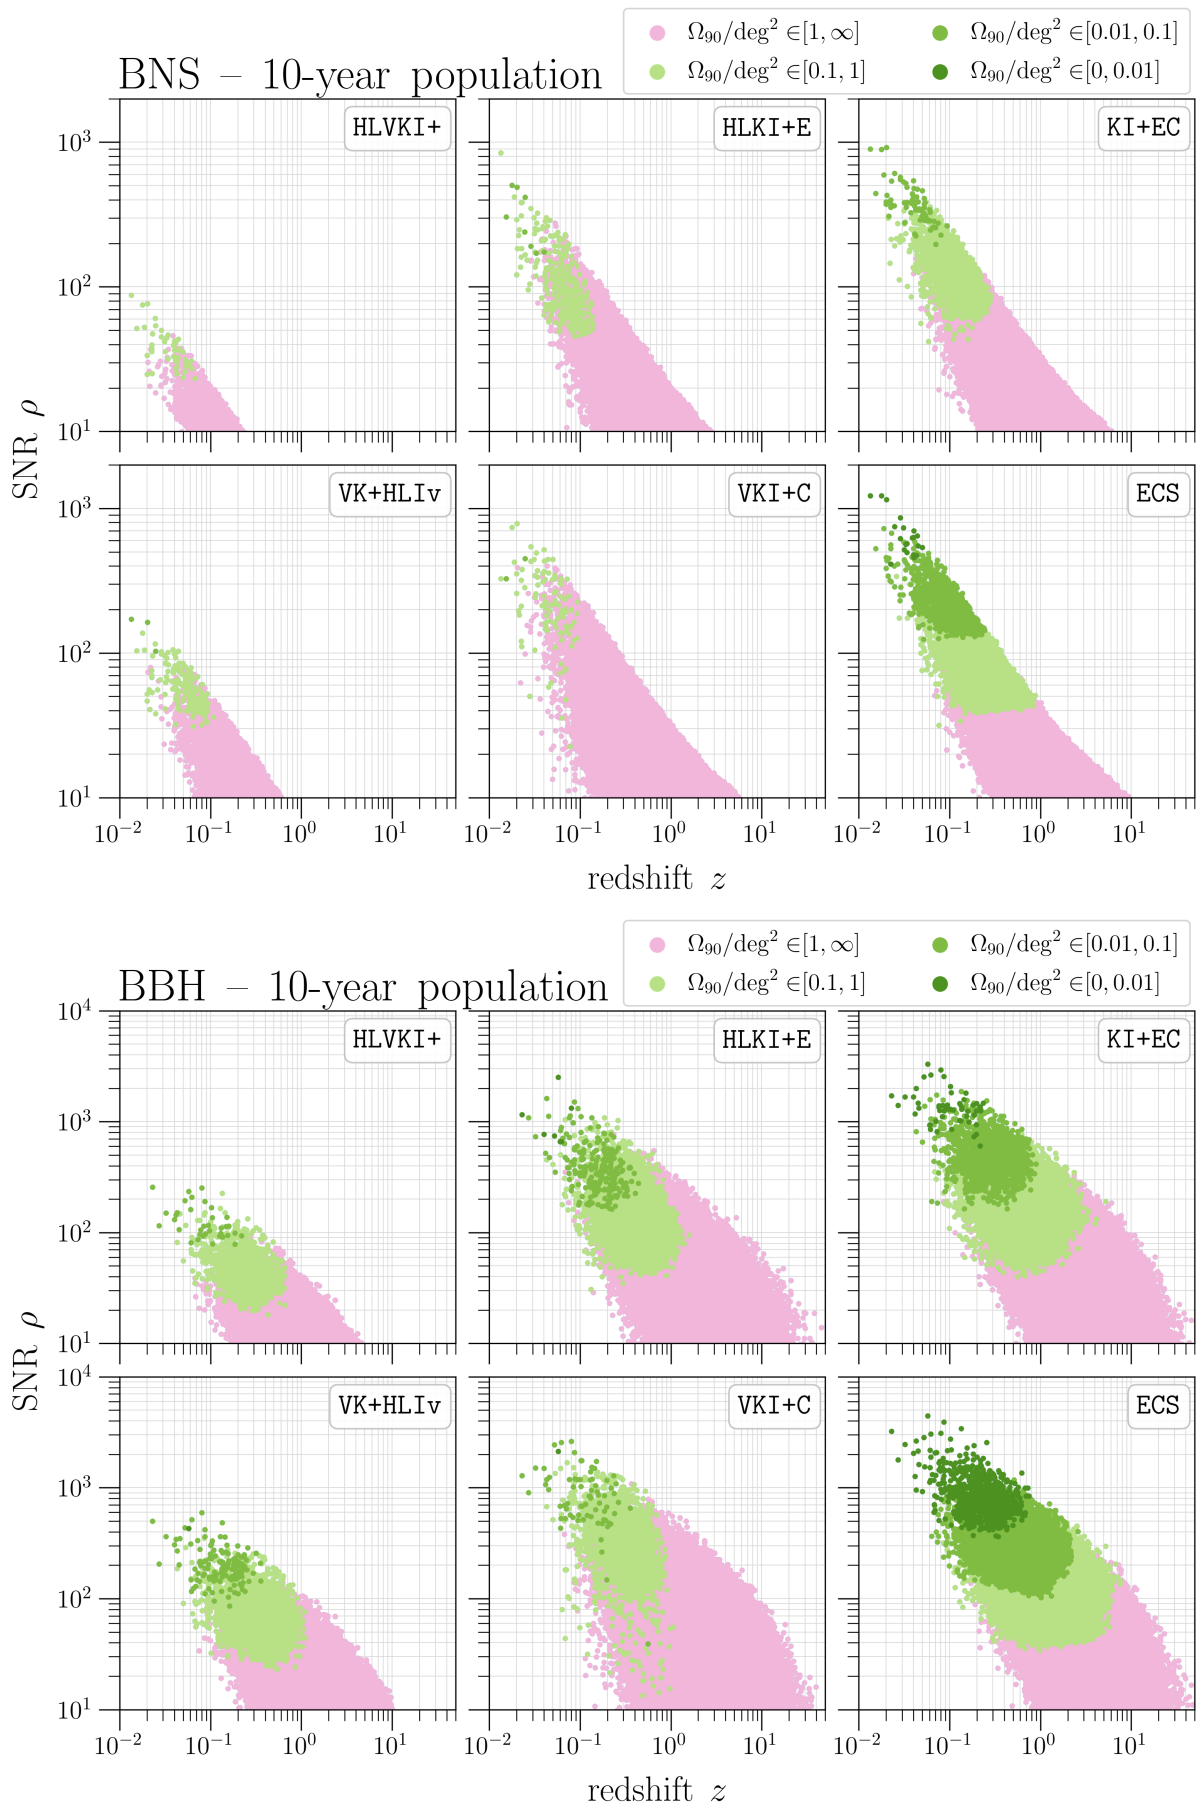 BNS – 10-year population
Ω₉₀/deg² ∈[1, ∞]
Ω₉₀/deg² ∈[0.1, 1]
Ω₉₀/deg² ∈[0.01, 0.1]
Ω₉₀/deg² ∈[0, 0.01]
HLVKI+
HLKI+E
KI+EC
10³
10²
10¹
SNR ρ
VK+HLIv
VKI+C
ECS
10³
10²
10¹
10⁻² 10⁻¹ 10⁰ 10¹
10⁻² 10⁻¹ 10⁰ 10¹
10⁻² 10⁻¹ 10⁰ 10¹
redshift z
BBH – 10-year population
Ω₉₀/deg² ∈[1, ∞]
Ω₉₀/deg² ∈[0.1, 1]
Ω₉₀/deg² ∈[0.01, 0.1]
Ω₉₀/deg² ∈[0, 0.01]
HLVKI+
HLKI+E
KI+EC
10⁴
10³
10²
10¹
SNR ρ
VK+HLIv
VKI+C
ECS
10⁴
10³
10²
10¹
10⁻² 10⁻¹ 10⁰ 10¹
10⁻² 10⁻¹ 10⁰ 10¹
10⁻² 10⁻¹ 10⁰ 10¹
redshift z